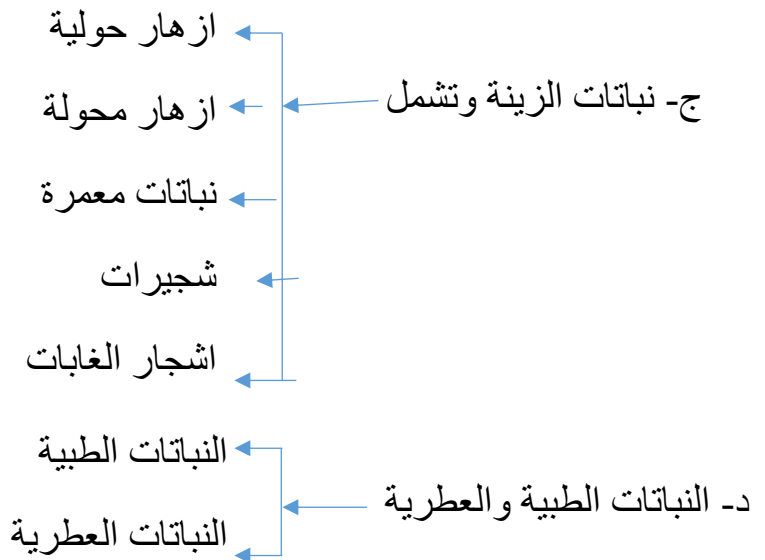 ج- نباتات الزينة وتشمل
ازهار حولية
ازهار محولة
نباتات معمرة
شجيرات
اشجار الغابات
د- النباتات الطبية والعطرية
النباتات الطبية
النباتات العطرية